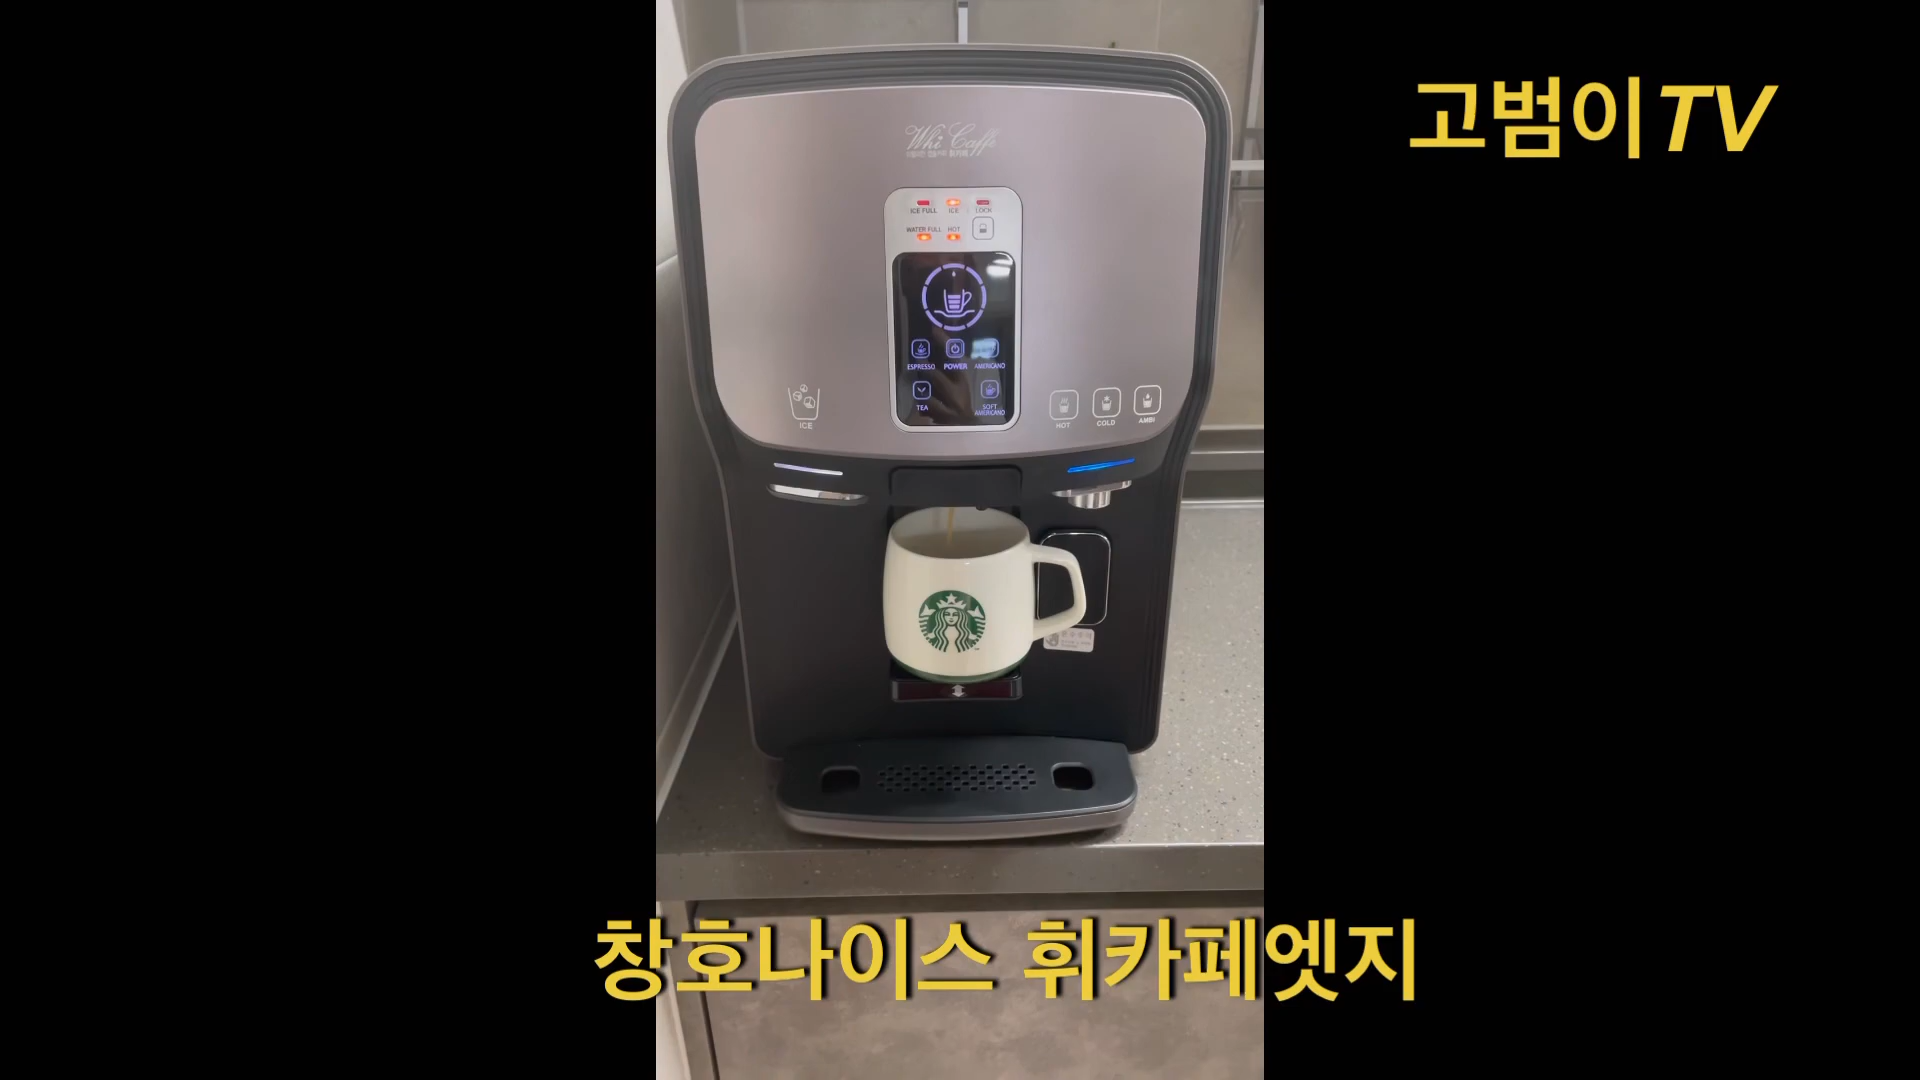 고범이TV
Whi Caffe
ICE FULL ICE LOCK
WATER FULL HOT
ESPRESSO POWER AMERICANO
TEA SOFT AMERICANO
ICE
HOT COLD AMBI
창호나이스 휘카페엣지